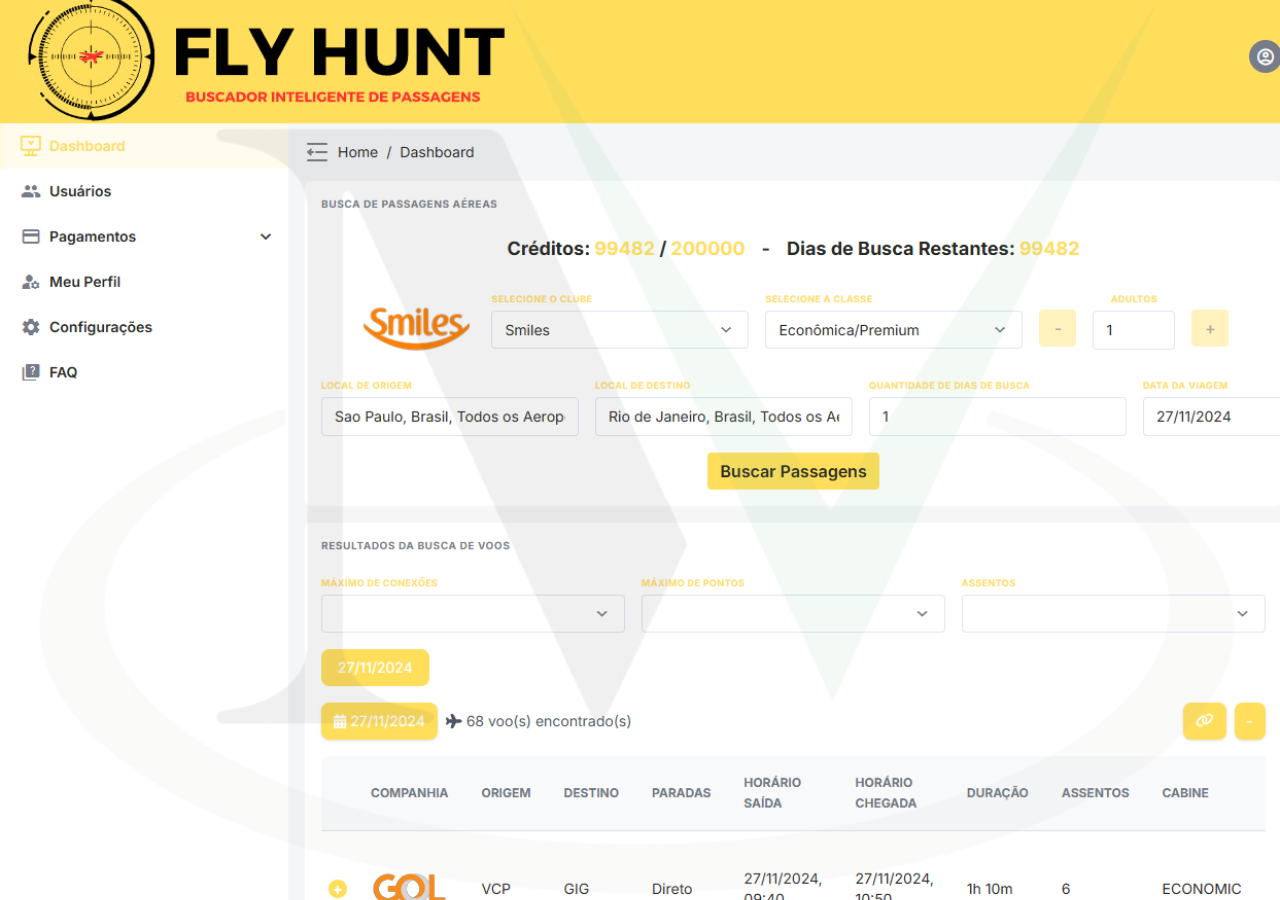 FLY HUNT
BUSCADOR INTELIGENTE DE PASSAGENS
Dashboard
Usuários
Pagamentos
Meu Perfil
Configurações
FAQ
Home / Dashboard
BUSCA DE PASSAGENS AÉREAS
Créditos: 99482 / 200000 - Dias de Busca Restantes: 99482
Smiles
SELECIONE O CLUBE
Smiles
SELECIONE A CLASSE
Econômica/Premium
-
ADULTOS
1
+
LOCAL DE ORIGEM
Sao Paulo, Brasil, Todos os Aerop
LOCAL DE DESTINO
Rio de Janeiro, Brasil, Todos os Ae
QUANTIDADE DE DIAS DE BUSCA
1
DATA DA VIAGEM
27/11/2024
Buscar Passagens
RESULTADOS DA BUSCA DE VOOS
MÁXIMO DE CONEXÕES
MÁXIMO DE PONTOS
ASSENTOS
27/11/2024
27/11/2024 68 voo(s) encontrado(s)
-
COMPANHIA ORIGEM DESTINO PARADAS HORÁRIO SAÍDA HORÁRIO CHEGADA DURAÇÃO ASSENTOS CABINE
GOL VCP GIG Direto 27/11/2024, 09:40 27/11/2024, 10:50 1h 10m 6 ECONOMIC